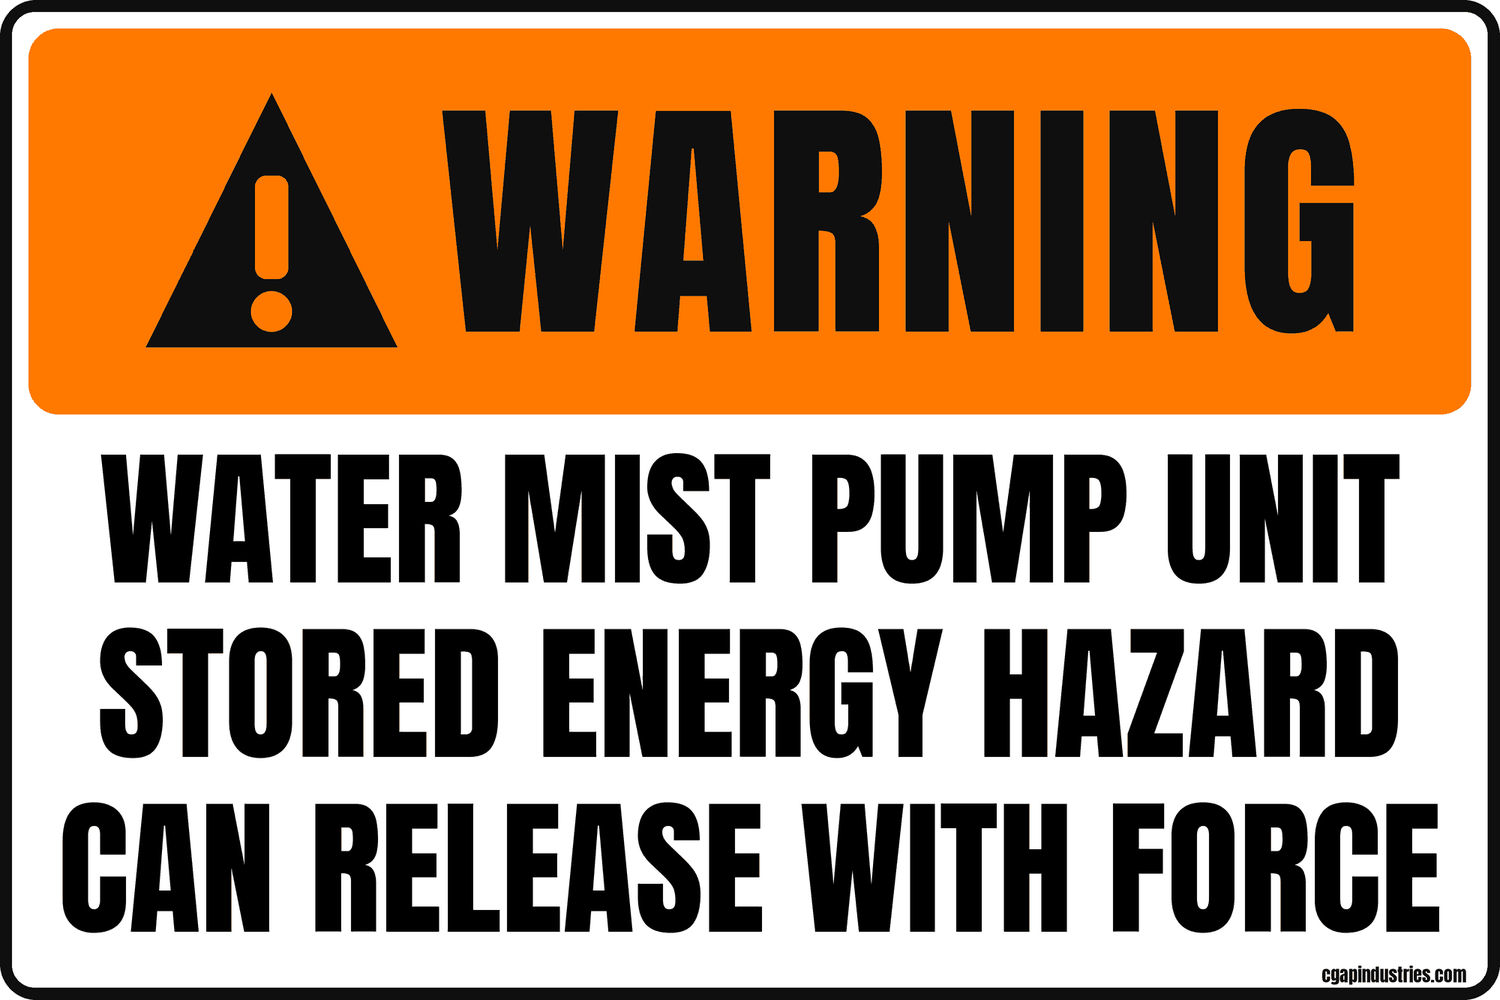 WARNING
WATER MIST PUMP UNIT
STORED ENERGY HAZARD
CAN RELEASE WITH FORCE
cgapindustries.com